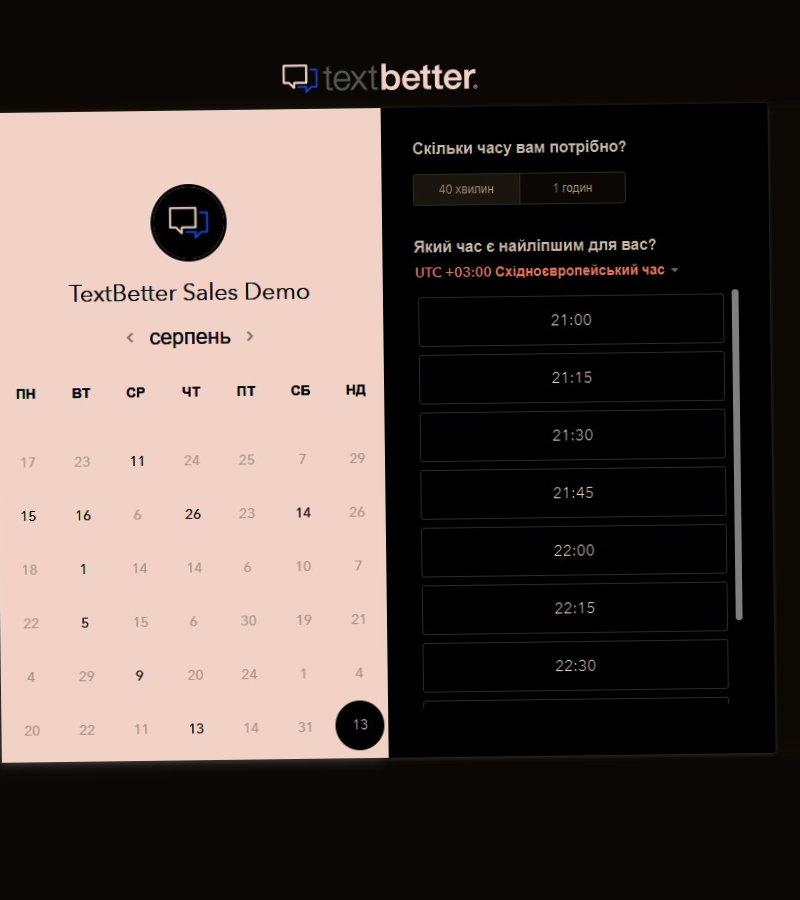 textbetter
TextBetter Sales Demo
серпень
ПН ВТ СР ЧТ ПТ СБ НД
17 23 11 24 25 7 29
15 16 6 26 23 14 26
18 1 14 14 6 10 7
22 5 15 6 30 19 21
4 29 9 20 24 1 4
20 22 11 13 14 31 13
Скільки часу вам потрібно?
40 хвилин 1 годин
Який час є найліпшим для вас?
UTC +03:00 Східноєвропейський час
21:00
21:15
21:30
21:45
22:00
22:15
22:30